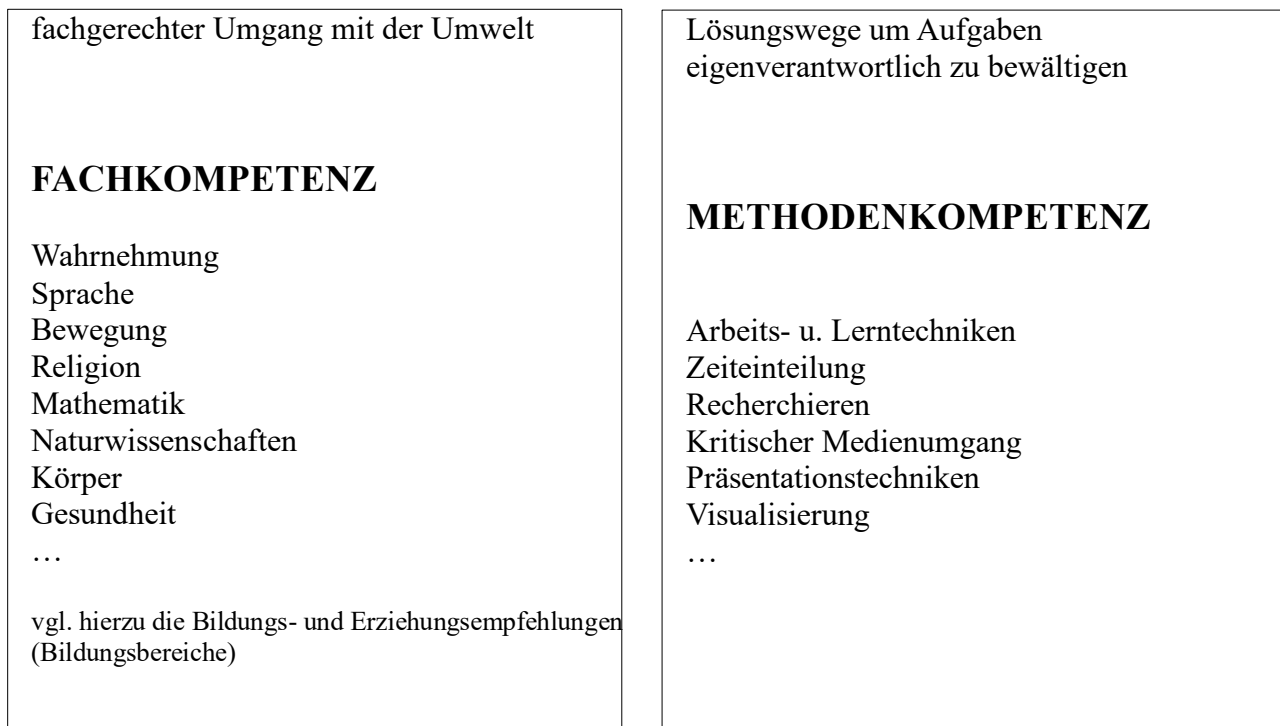 fachgerechter Umgang mit der Umwelt
FACHKOMPETENZ
Wahrnehmung
Sprache
Bewegung
Religion
Mathematik
Naturwissenschaften
Körper
Gesundheit
…
vgl. hierzu die Bildungs- und Erziehungsempfehlungen
(Bildungsbereiche)
Lösungswege um Aufgaben
eigenverantwortlich zu bewältigen
METHODENKOMPETENZ
Arbeits- u. Lerntechniken
Zeiteinteilung
Recherchieren
Kritischer Medienumgang
Präsentationstechniken
Visualisierung
…